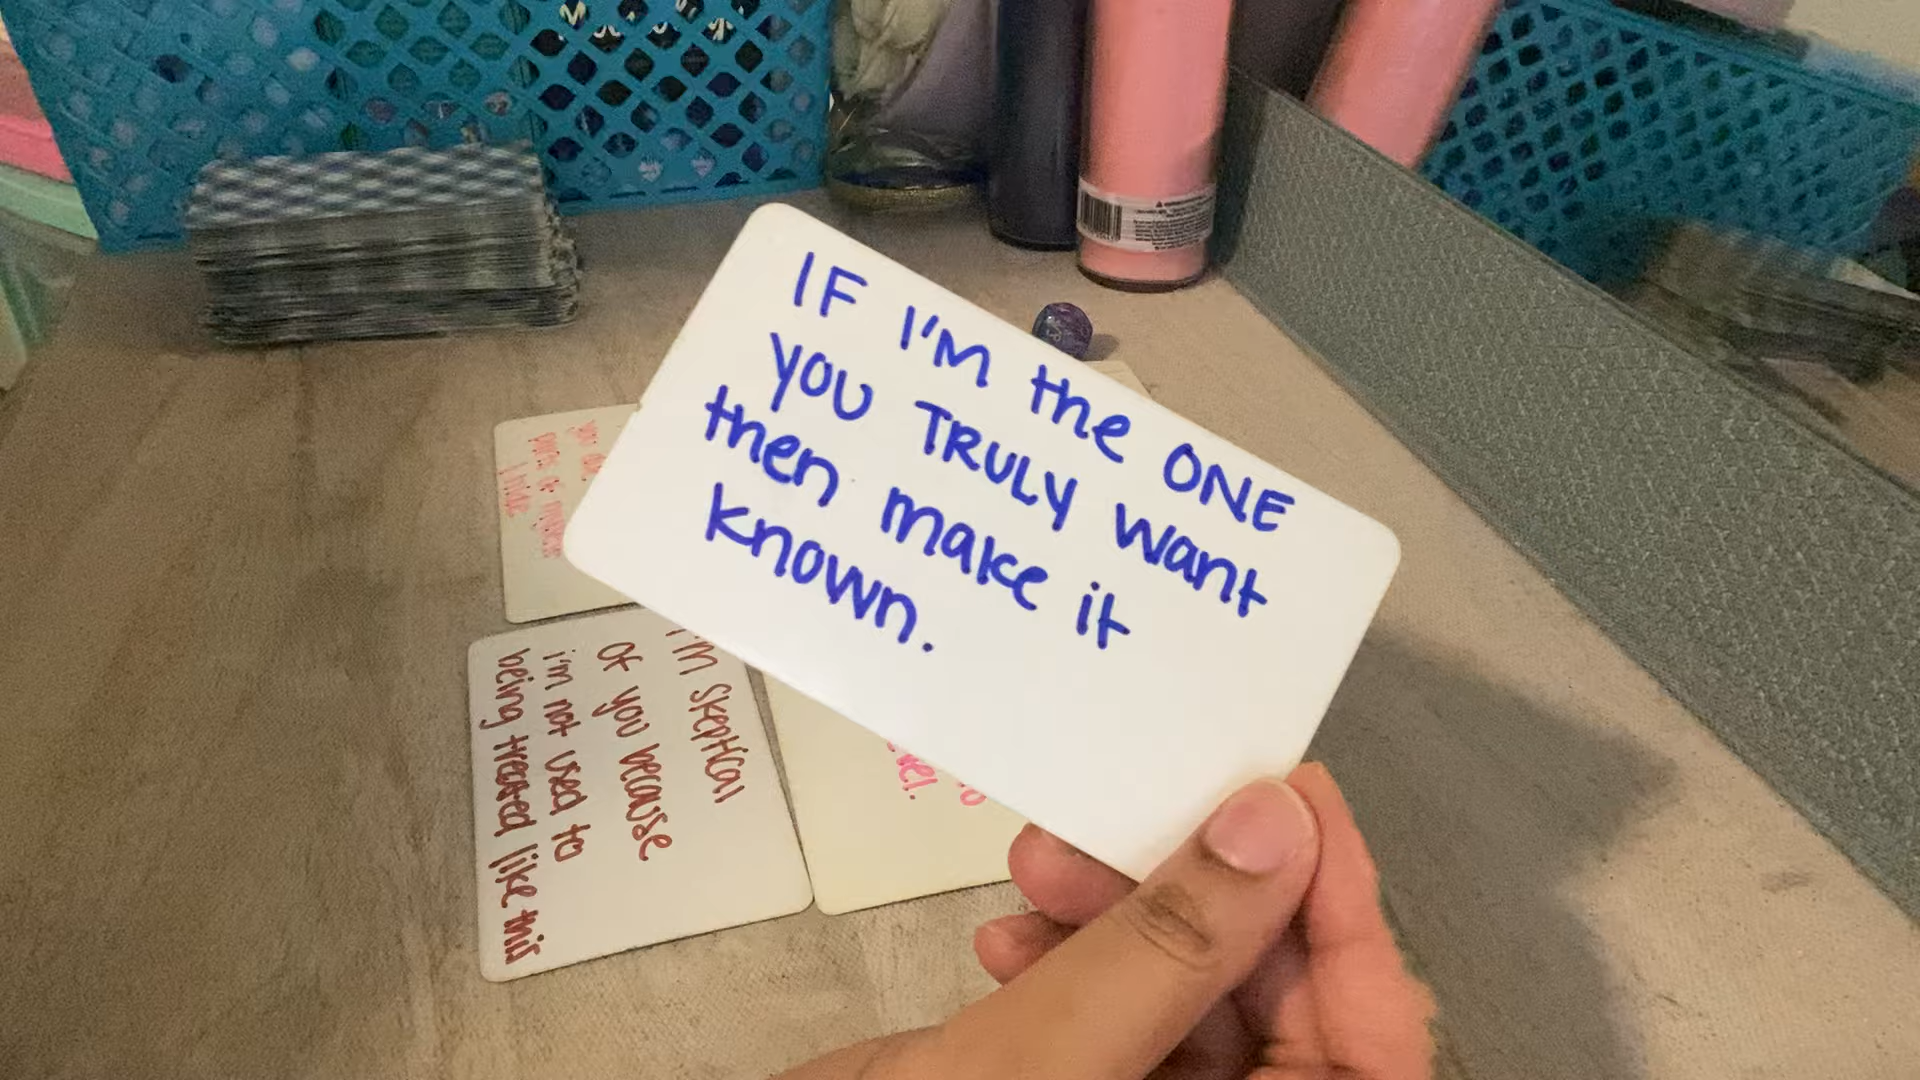 IF I'M the ONE
you TRULY want
then make it
known.
I'M skeptical
of you because
i'm not used to
being treated like this
I hide